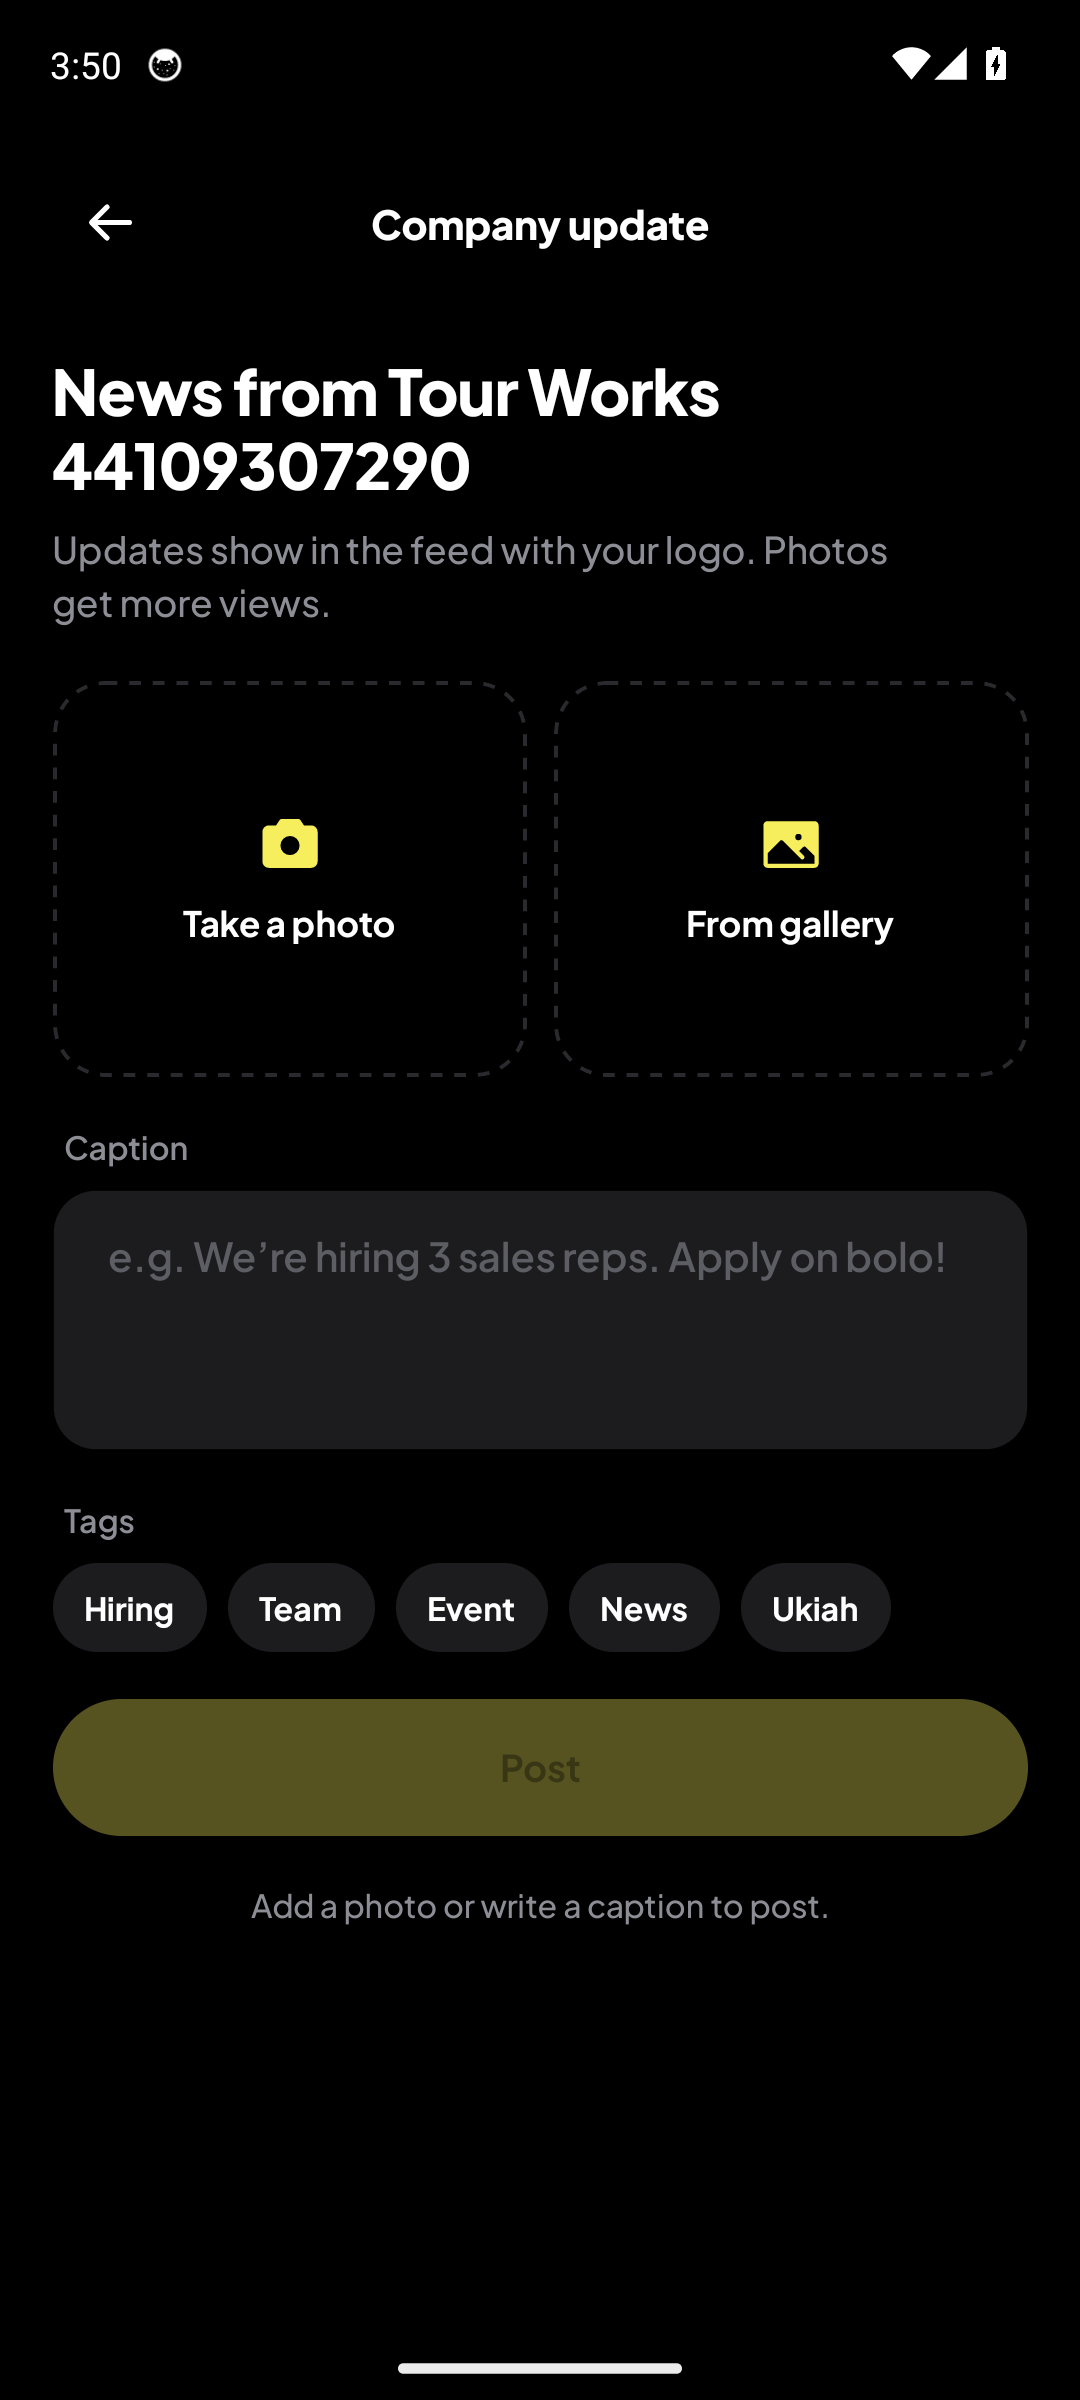 3:50
Company update
News from Tour Works
44109307290
Updates show in the feed with your logo. Photos
get more views.
Take a photo
From gallery
Caption
e.g. We’re hiring 3 sales reps. Apply on bolo!
Tags
Hiring
Team
Event
News
Ukiah
Post
Add a photo or write a caption to post.